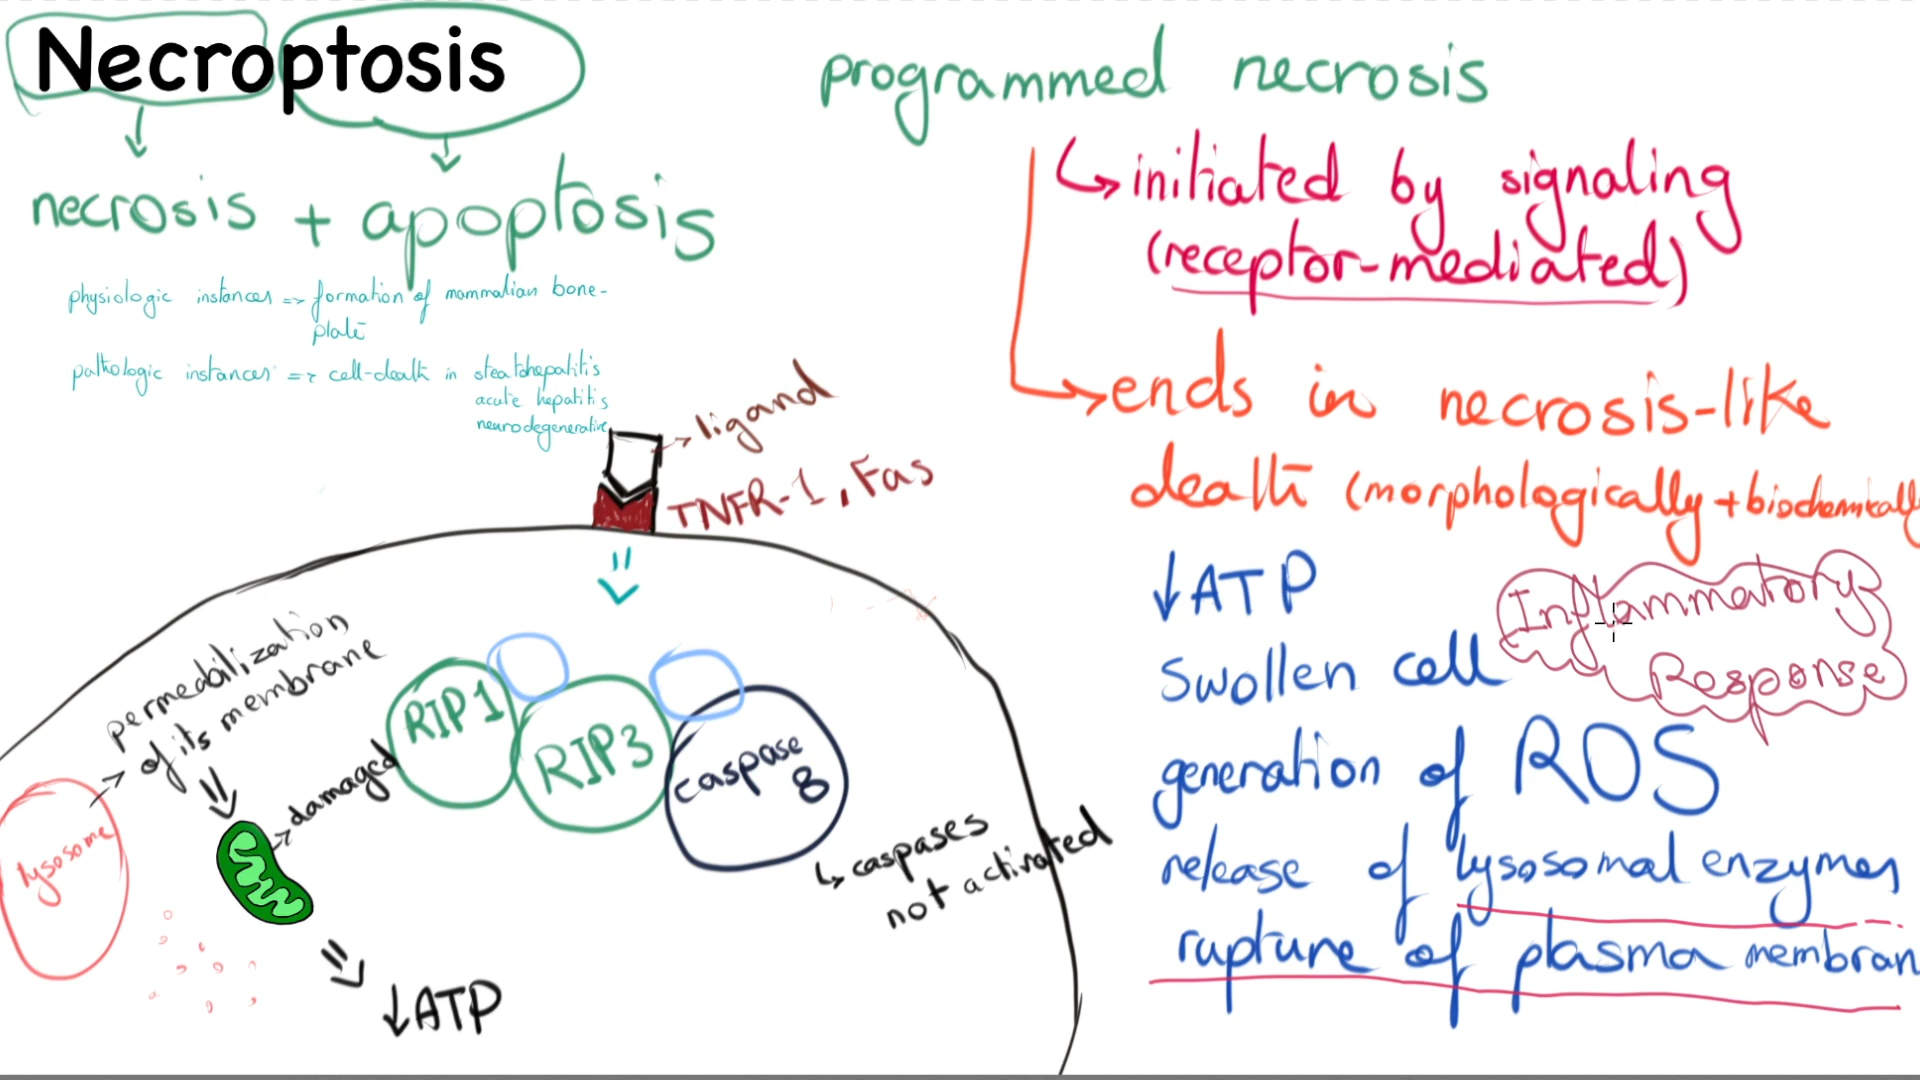 Necroptosis
necrosis + apoptosis
physiologic instances => formation of mammalian bone-
plate
pathologic instances => cell-death in steatohepatitis
acute hepatitis
neurodegenerative
ligand
TNFR-1, Fas
permeabilization
of its membrane
lysosome
damaged
RIP1
RIP3
caspase
8
caspases
not activated
↓ATP
programmed necrosis
initiated by signaling
(receptor-mediated)
ends in necrosis-like
death (morphologically + biochemically
↓ATP
Swollen cell
Inflammatory
Response
generation of ROS
release of lysosomal enzymes
rupture of plasma membran